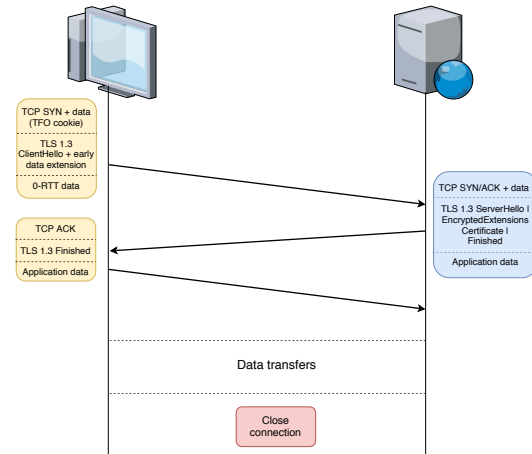 TCP SYN + data
(TFO cookie)
TLS 1.3
ClientHello + early
data extension
0-RTT data
TCP SYN/ACK + data
TLS 1.3 ServerHello |
EncryptedExtensions
Certificate |
Finished
Application data
TCP ACK
TLS 1.3 Finished
Application data
Data transfers
Close
connection